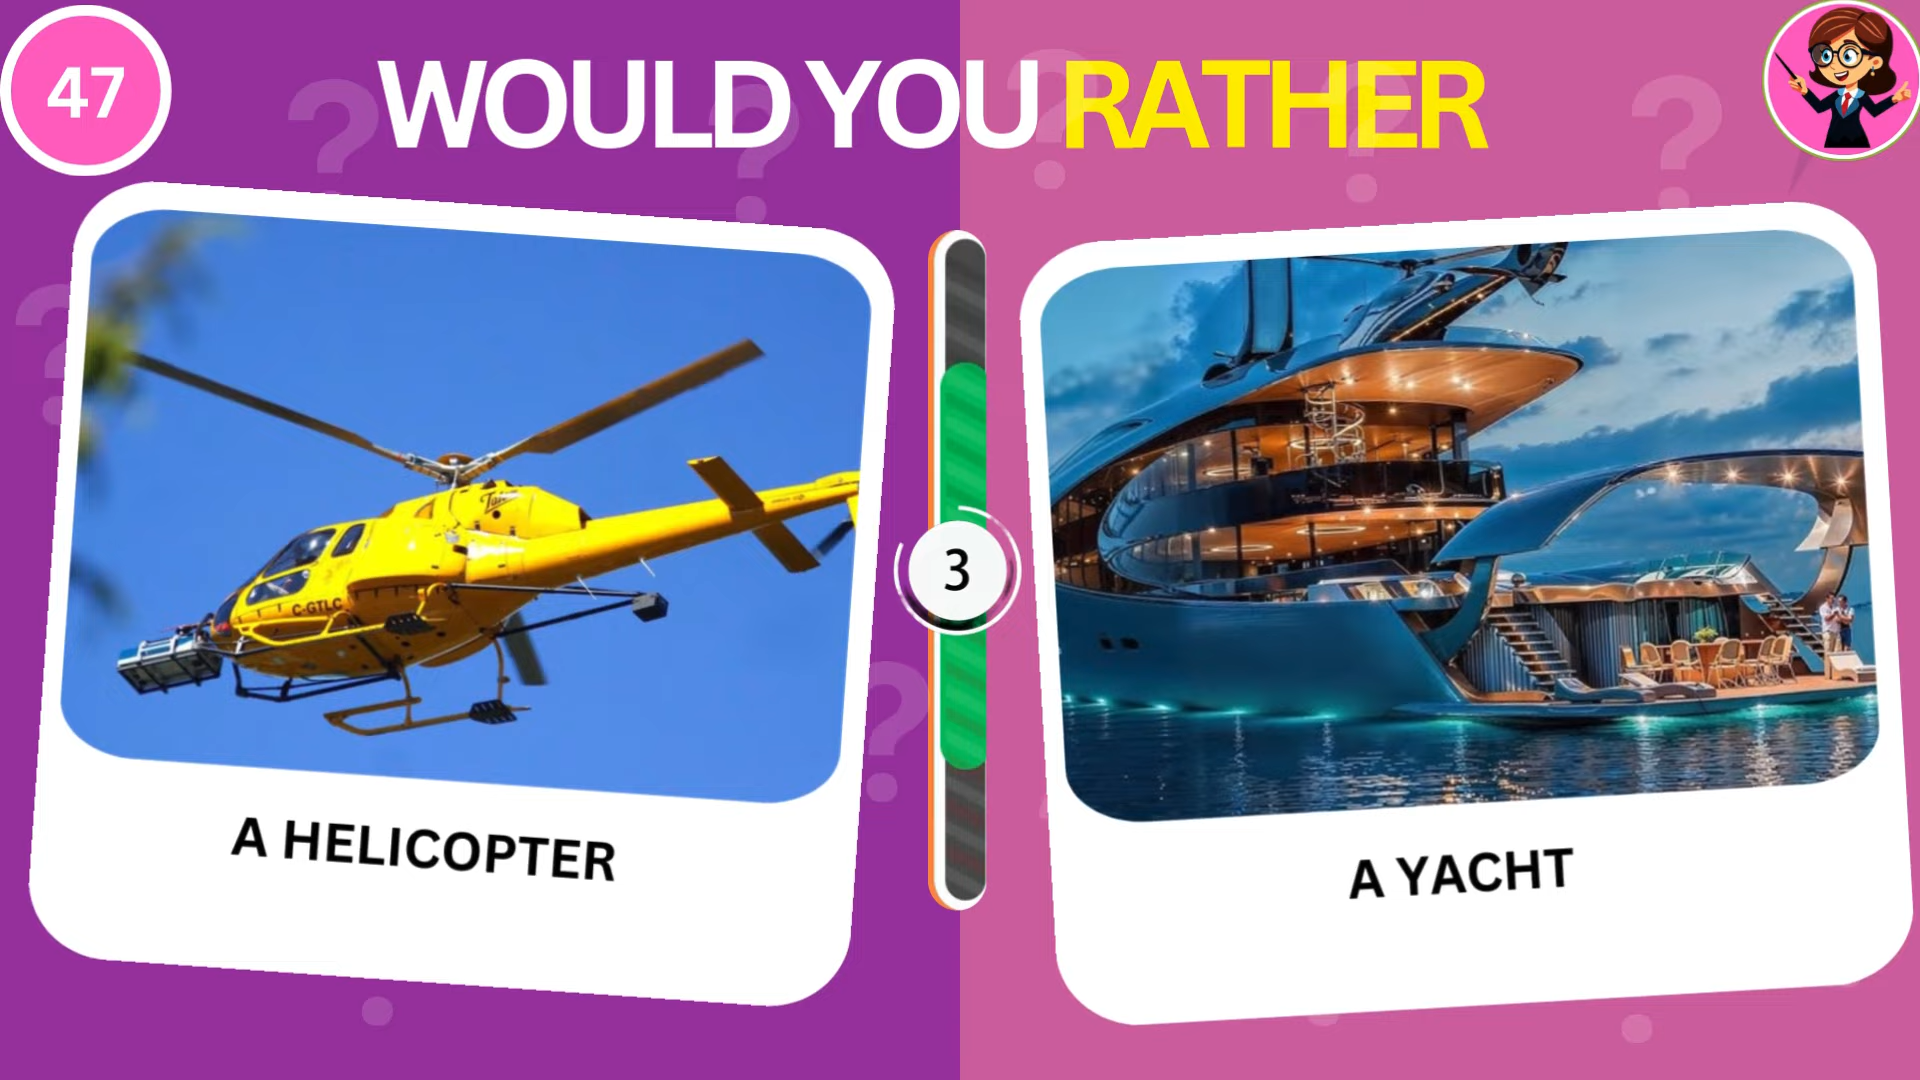 47
WOULD YOU RATHER
C-GTLC
3
A HELICOPTER
A YACHT